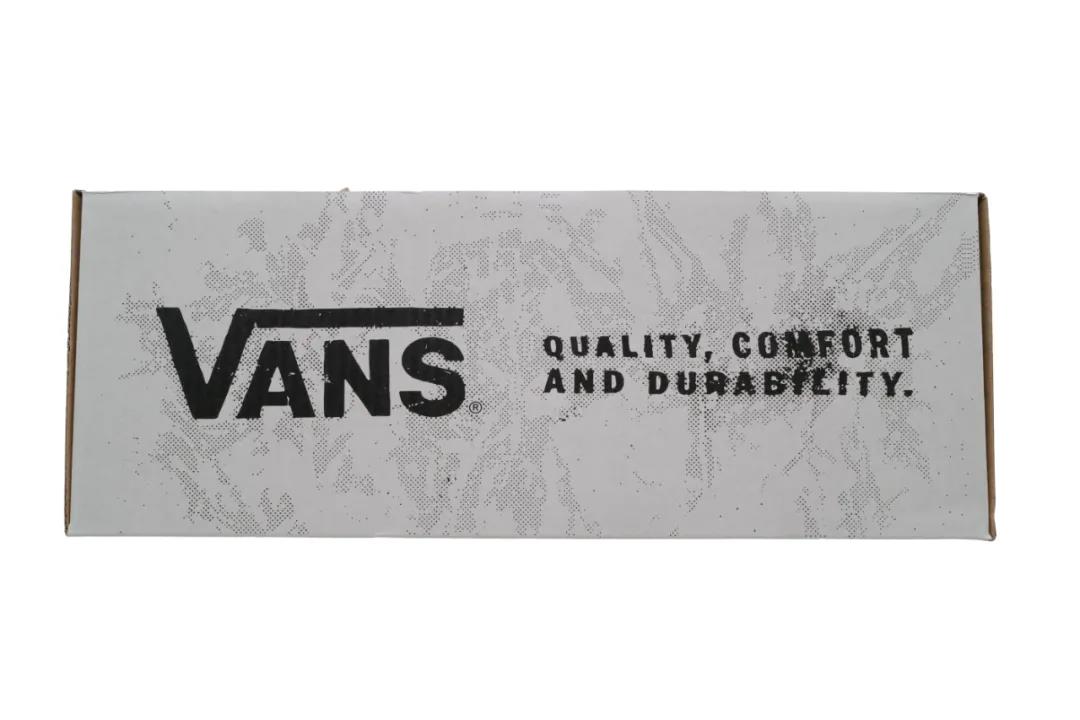 VANS®
QUALITY, COMFORT
AND DURABILITY.